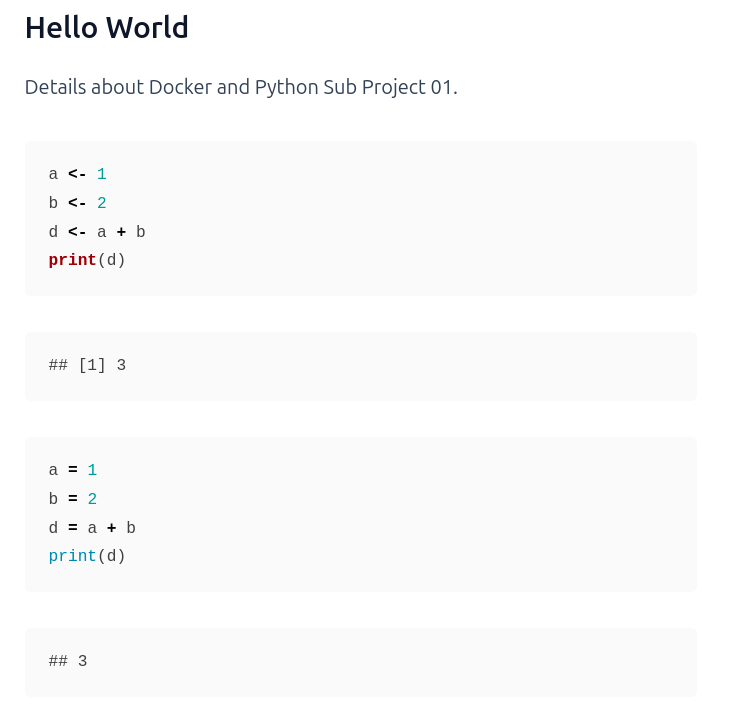 Hello World
Details about Docker and Python Sub Project 01.
a <- 1
b <- 2
d <- a + b
print(d)
## [1] 3
a = 1
b = 2
d = a + b
print(d)
## 3